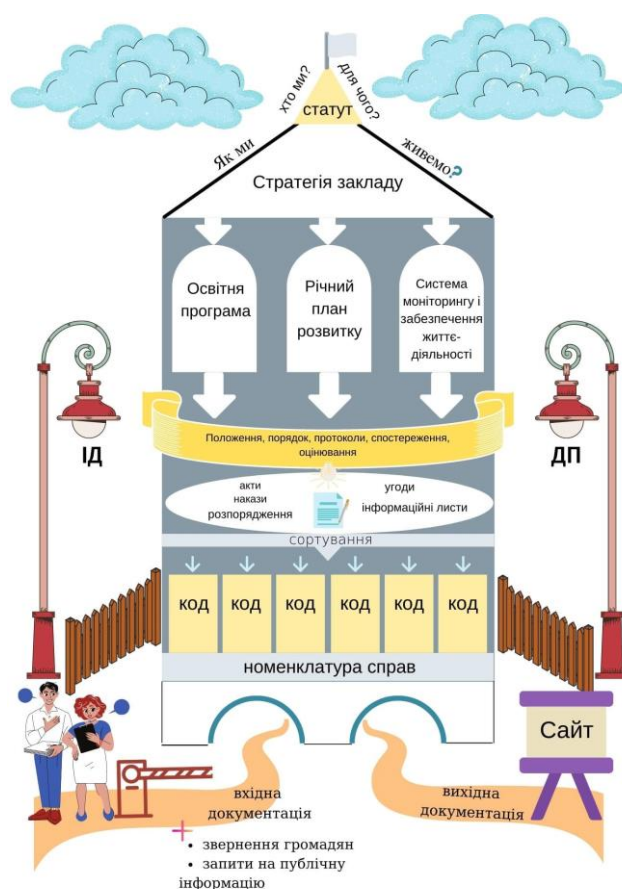 хто ми?
для чого?
статут
Як ми
живемо?
Стратегія закладу
Освітня
програма
Річний
план
розвитку
Система
моніторингу і
забезпечення
життє-
діяльності
ІД
ДП
Положення, порядок, протоколи, спостереження,
оцінювання
акти
накази
розпорядження
угоди
інформаційні листи
сортування
код
код
код
код
код
код
номенклатура справ
Сайт
вхідна
документація
вихідна
документація
• звернення громадян
• запити на публічну
інформацію